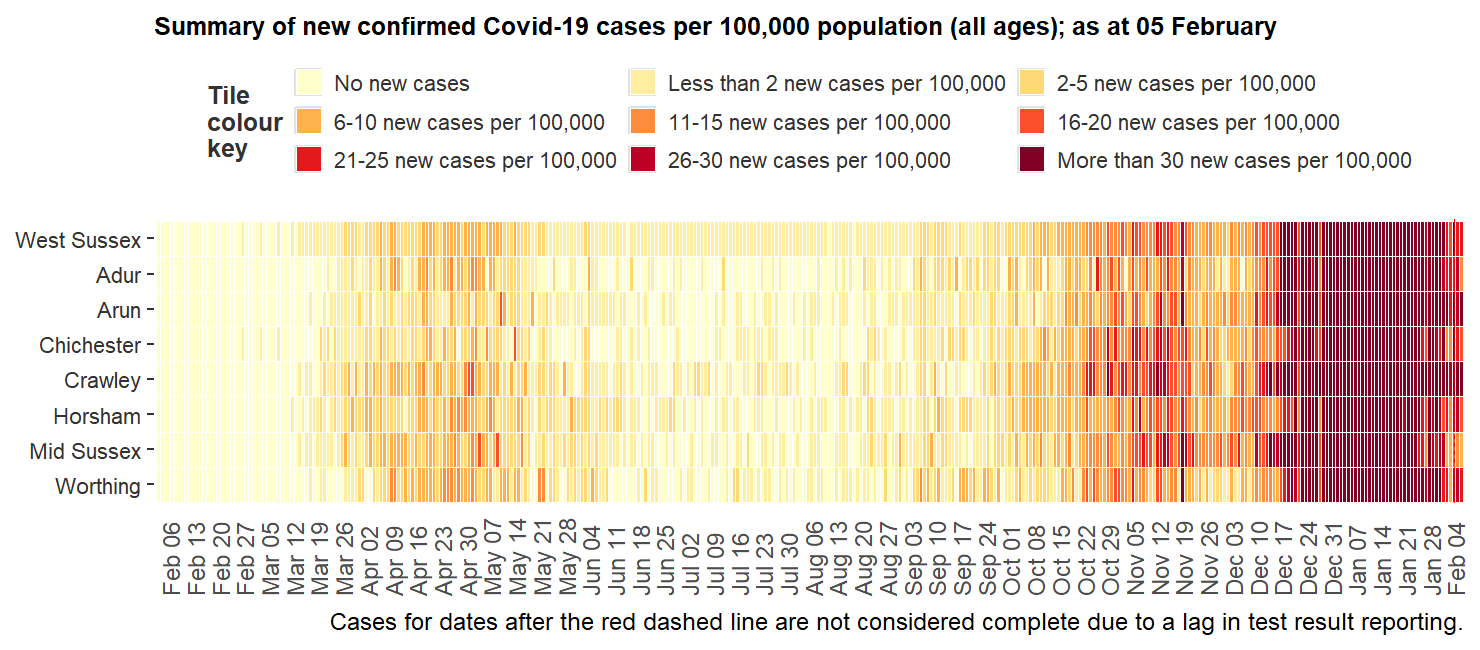 Summary of new confirmed Covid-19 cases per 100,000 population (all ages); as at 05 February
Tile
colour
key
No new cases
Less than 2 new cases per 100,000
2-5 new cases per 100,000
6-10 new cases per 100,000
11-15 new cases per 100,000
16-20 new cases per 100,000
21-25 new cases per 100,000
26-30 new cases per 100,000
More than 30 new cases per 100,000
West Sussex
Adur
Arun
Chichester
Crawley
Horsham
Mid Sussex
Worthing
Feb 06
Feb 13
Feb 20
Feb 27
Mar 05
Mar 12
Mar 19
Mar 26
Apr 02
Apr 09
Apr 16
Apr 23
Apr 30
May 07
May 14
May 21
May 28
Jun 04
Jun 11
Jun 18
Jun 25
Jul 02
Jul 09
Jul 16
Jul 23
Jul 30
Aug 06
Aug 13
Aug 20
Aug 27
Sep 03
Sep 10
Sep 17
Sep 24
Oct 01
Oct 08
Oct 15
Oct 22
Oct 29
Nov 05
Nov 12
Nov 19
Nov 26
Dec 03
Dec 10
Dec 17
Dec 24
Dec 31
Jan 07
Jan 14
Jan 21
Jan 28
Feb 04
Cases for dates after the red dashed line are not considered complete due to a lag in test result reporting.